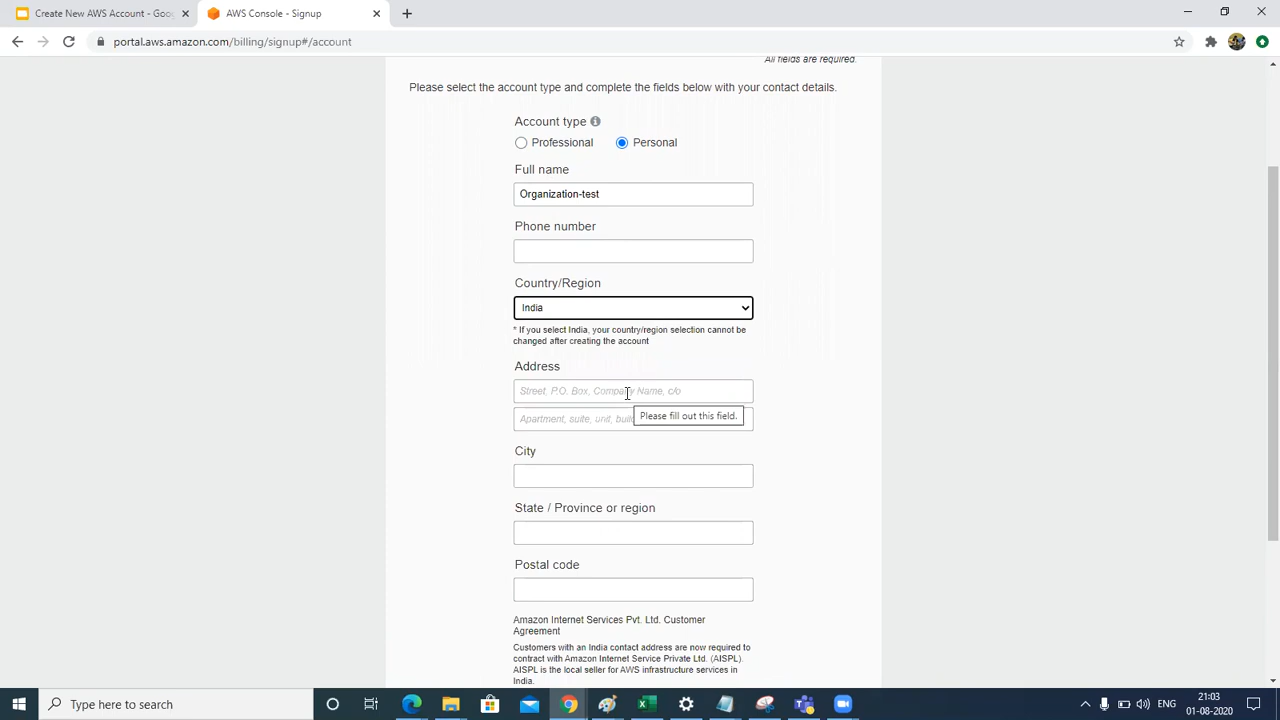 Create New AWS Account - Goog
AWS Console - Signup
portal.aws.amazon.com/billing/signup#/account
All fields are required.
Please select the account type and complete the fields below with your contact details.
Account type
Professional
Personal
Full name
Organization-test
Phone number
Country/Region
India
* If you select India, your country/region selection cannot be
changed after creating the account
Address
Street, P.O. Box, Company Name, c/o
Apartment, suite, unit, build
Please fill out this field.
City
State / Province or region
Postal code
Amazon Internet Services Pvt. Ltd. Customer
Agreement
Customers with an India contact address are now required to
contract with Amazon Internet Service Private Ltd. (AISPL).
AISPL is the local seller for AWS infrastructure services in
India.
Type here to search
ENG
21:03
01-08-2020